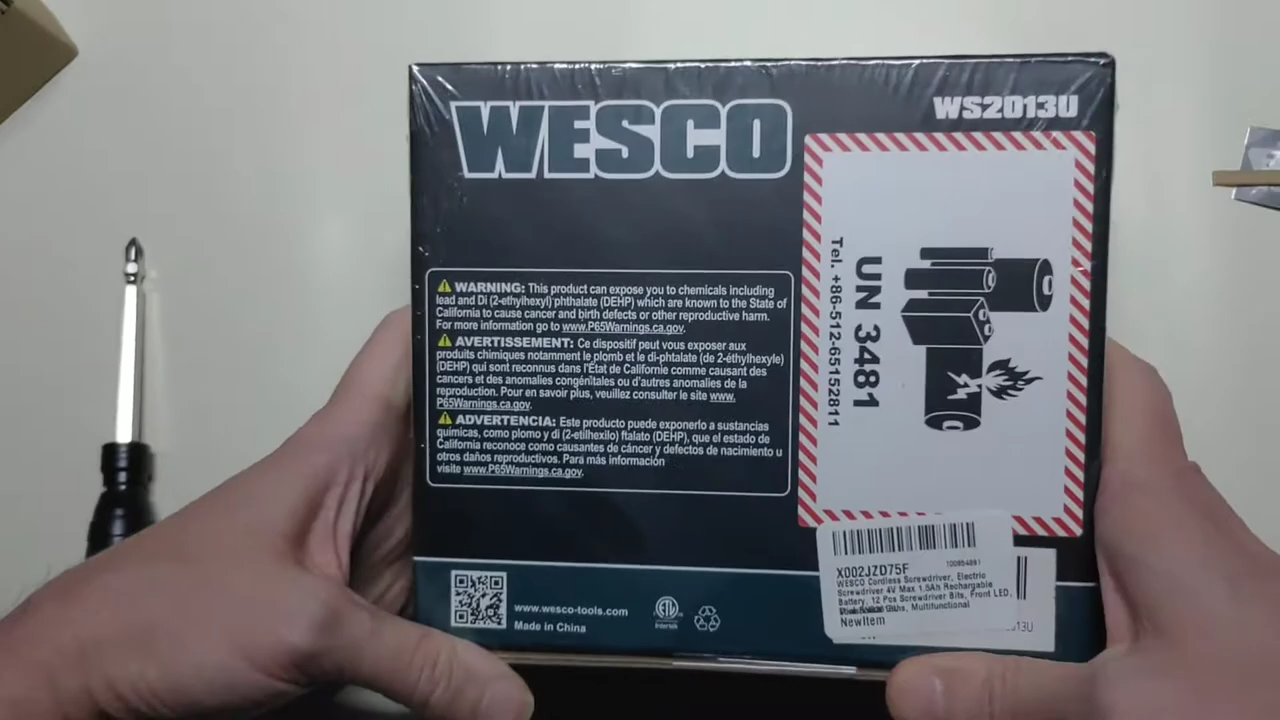 WESCO
WS2013U
WARNING: This product can expose you to chemicals including
lead and Di (2-ethylhexyl) phthalate (DEHP) which are known to the State of
California to cause cancer and birth defects or other reproductive harm.
For more information go to www.P65Warnings.ca.gov.
AVERTISSEMENT: Ce dispositif peut vous exposer aux
produits chimiques notamment le plomb et le di-phtalate (de 2-éthylhexyle)
(DEHP) qui sont reconnus dans l'État de Californie comme causant des
cancers et des anomalies congénitales ou d'autres anomalies de la
reproduction. Pour en savoir plus, veuillez consulter le site www.
P65Warnings.ca.gov.
ADVERTENCIA: Este producto puede exponerlo a sustancias
químicas, como plomo y di (2-etilhexilo) ftalato (DEHP), que el estado de
California reconoce como causantes de cáncer y defectos de nacimiento u
otros daños reproductivos. Para más información
visite www.P65Warnings.ca.gov.
UN 3481
Tel. +86-512-65152811
X002JZD75F
WESCO Cordless Screwdriver, Electric
Screwdriver 4V Max 1.5Ah Rechargable
Battery, 12 Pcs Screwdriver Bits, Front LED,
Multifunctional
NewItem
013U
www.wesco-tools.com
Made in China
ETL
Intertek